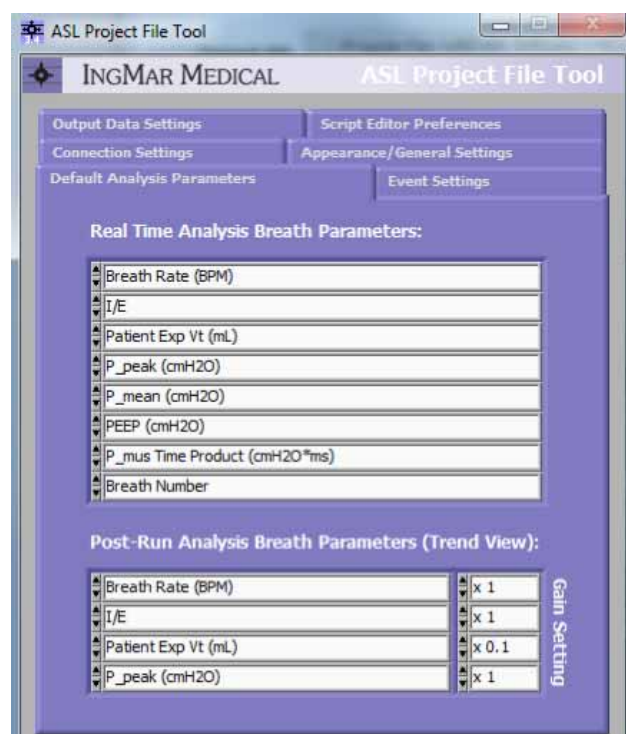 ASL Project File Tool
INGMAR MEDICAL ASL Project File Tool
Output Data Settings Script Editor Preferences
Connection Settings Appearance/General Settings
Default Analysis Parameters Event Settings
Real Time Analysis Breath Parameters:
Breath Rate (BPM)
I/E
Patient Exp Vt (mL)
P_peak (cmH2O)
P_mean (cmH2O)
PEEP (cmH2O)
P_mus Time Product (cmH2O*ms)
Breath Number
Post-Run Analysis Breath Parameters (Trend View):
Breath Rate (BPM) x 1
I/E x 1
Patient Exp Vt (mL) x 0.1
P_peak (cmH2O) x 1
Gain Setting